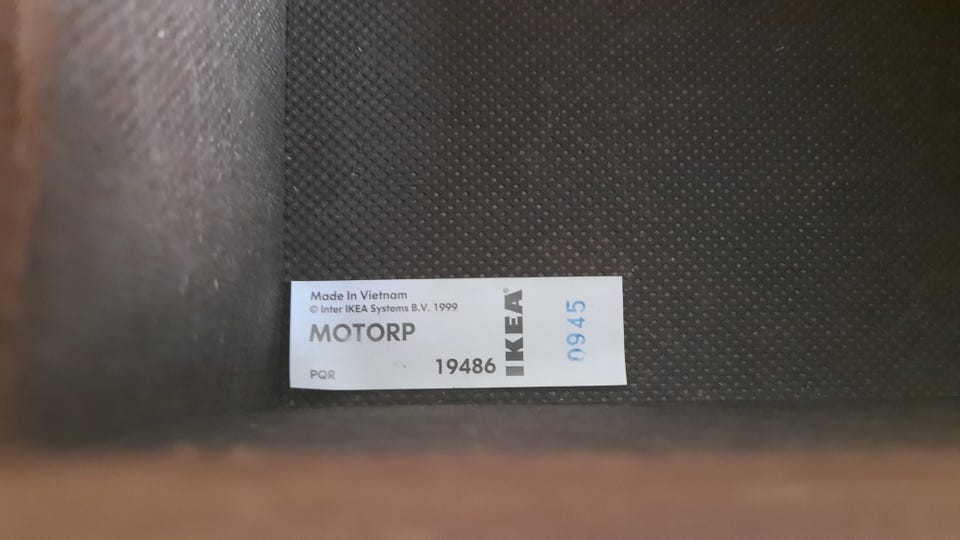 Made In Vietnam
© Inter IKEA Systems B.V. 1999
MOTORP
PQR
19486
IKEA®
0945